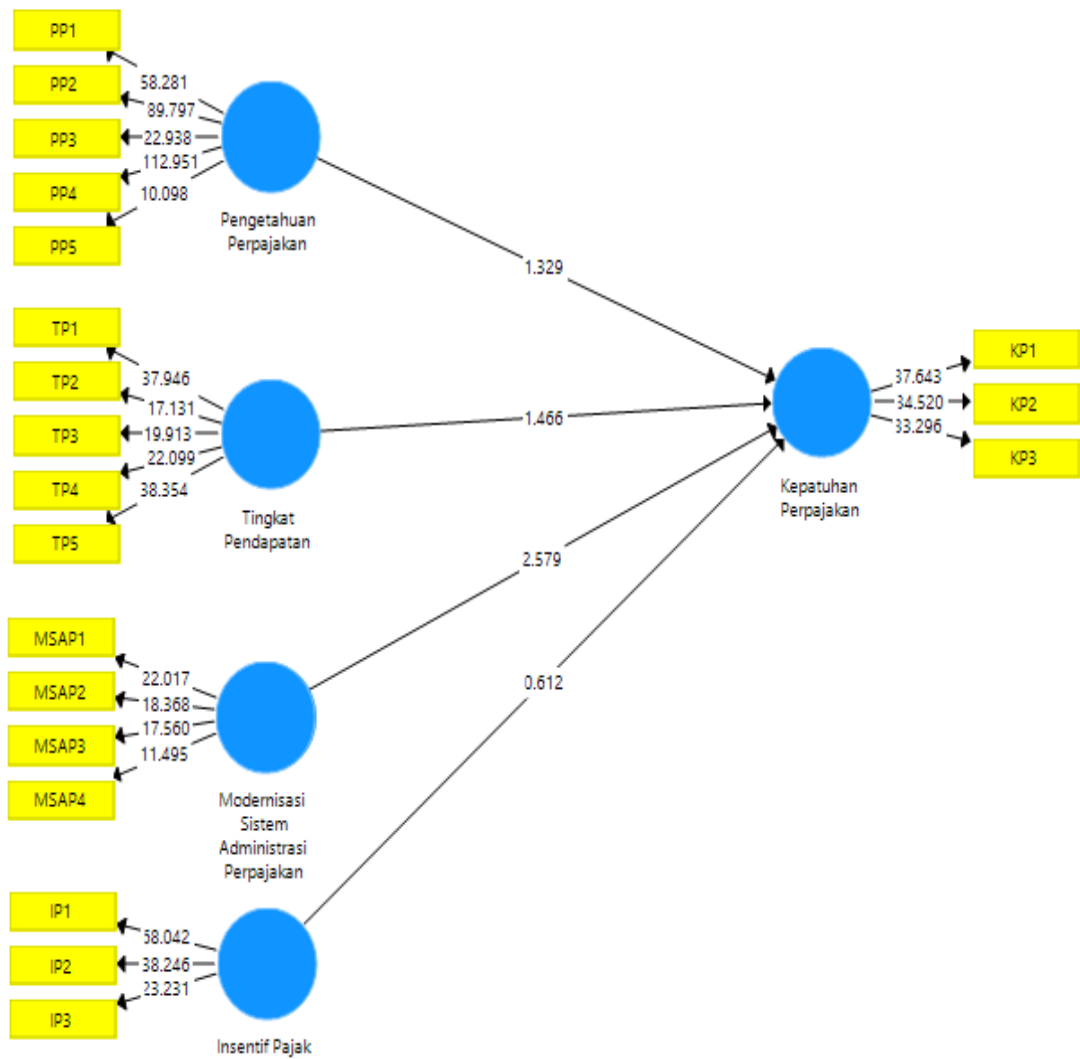 PP1
PP2
PP3
PP4
PP5
58.281
89.797
22.938
112.951
10.098
Pengetahuan
Perpajakan
1.329
TP1
TP2
TP3
TP4
TP5
37.946
17.131
19.913
22.099
38.354
Tingkat
Pendapatan
1.466
MSAP1
MSAP2
MSAP3
MSAP4
22.017
18.368
17.560
11.495
Modernisasi
Sistem
Administrasi
Perpajakan
2.579
IP1
IP2
IP3
58.042
38.246
23.231
Insentif Pajak
0.612
Kepatuhan
Perpajakan
37.643
34.520
33.296
KP1
KP2
KP3